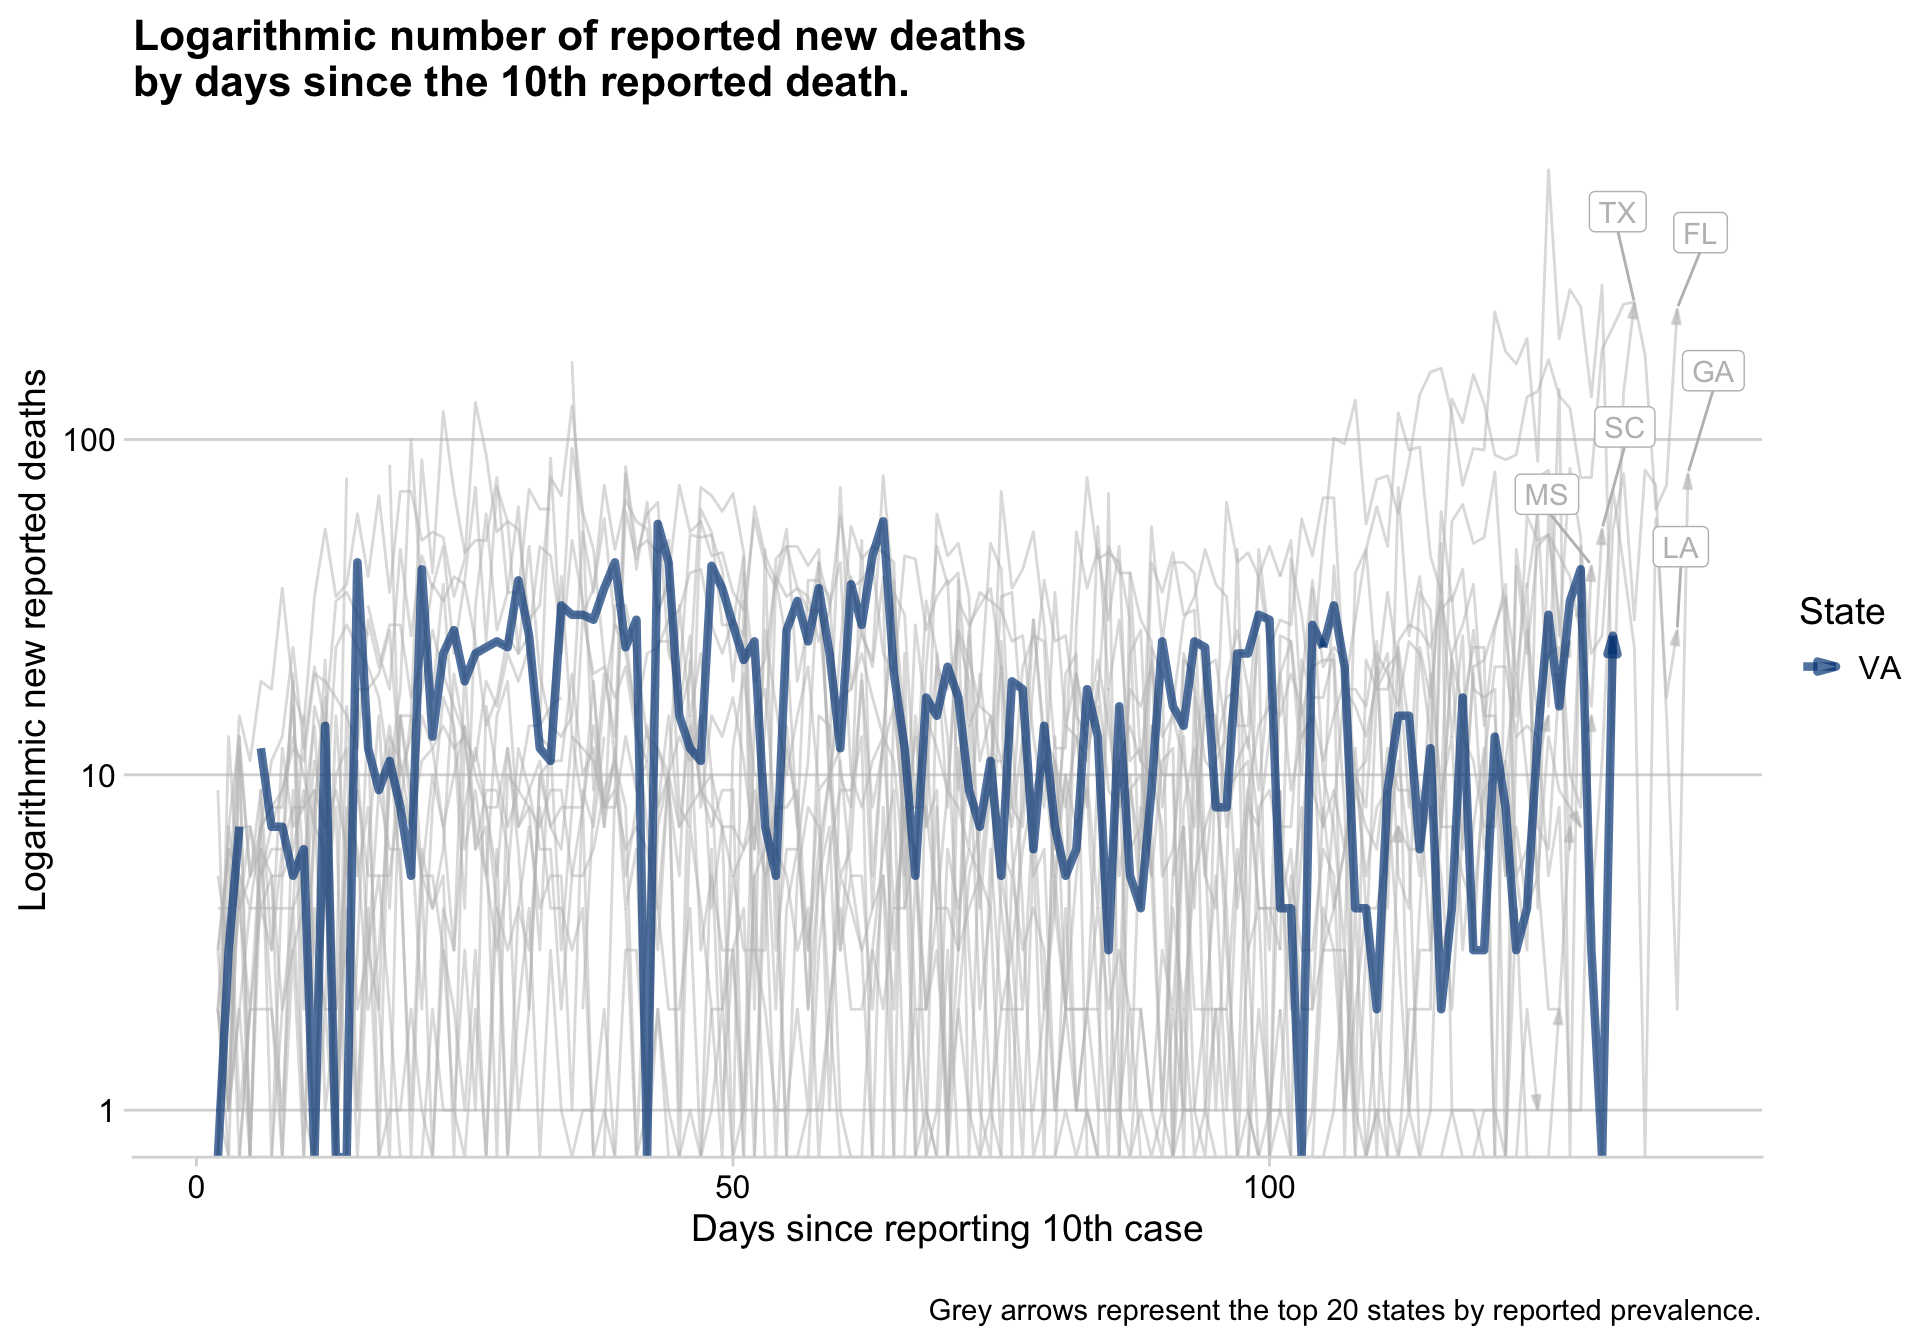 Logarithmic number of reported new deaths
by days since the 10th reported death.
Logarithmic new reported deaths
100
10
1
TX
FL
GA
SC
MS
LA
State
VA
0
50
100
Days since reporting 10th case
Grey arrows represent the top 20 states by reported prevalence.